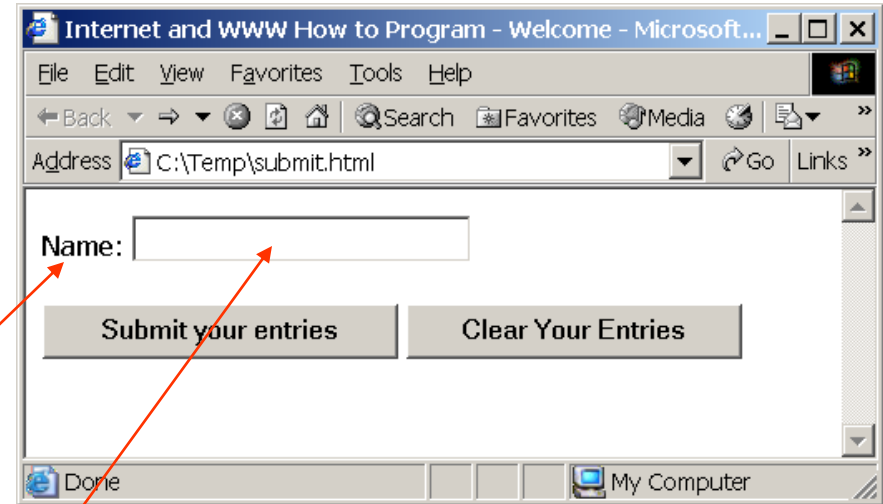 Internet and WWW How to Program - Welcome - Microsoft...
File Edit View Favorites Tools Help
Back Search Favorites Media »
Address C:\Temp\submit.html Go Links »
Name:
Submit your entries Clear Your Entries
Done My Computer